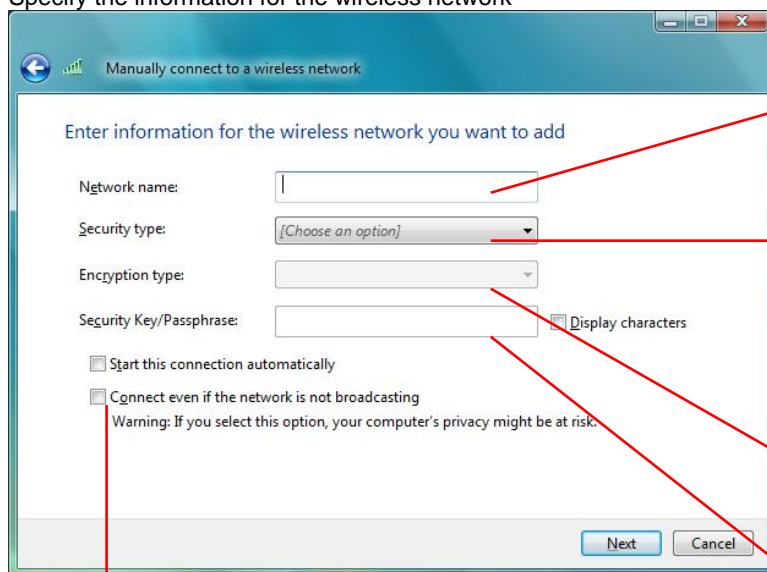 Specify the information for the wireless network
Manually connect to a wireless network
Enter information for the wireless network you want to add
Network name:
Security type:
[Choose an option]
Encryption type:
Security Key/Passphrase:
Display characters
Start this connection automatically
Connect even if the network is not broadcasting
Warning: If you select this option, your computer's privacy might be at risk.
Next Cancel